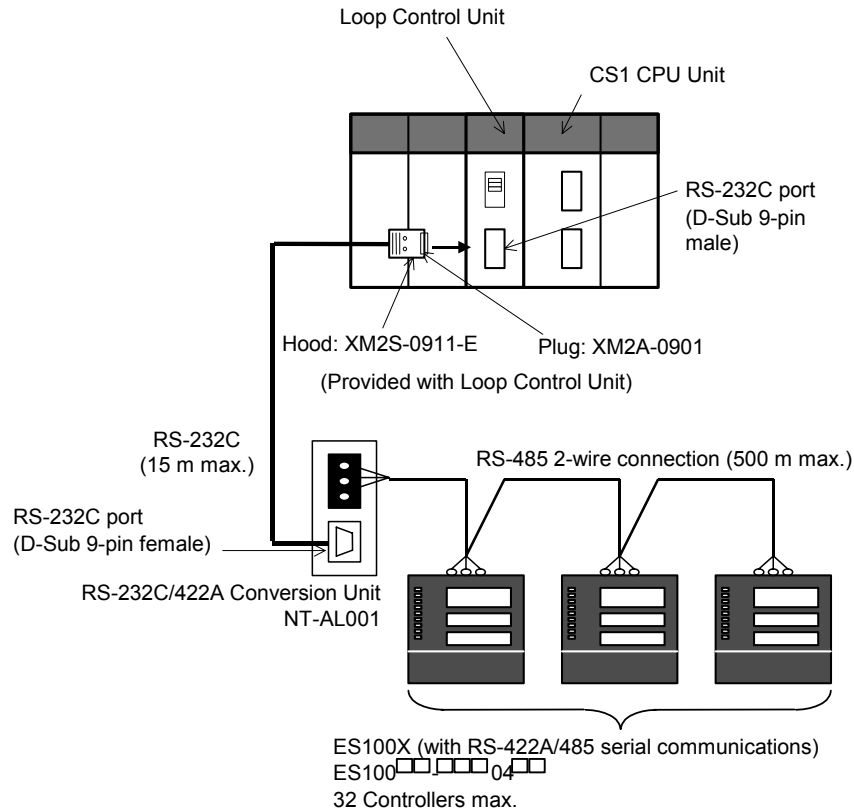 Loop Control Unit
CS1 CPU Unit
RS-232C port
(D-Sub 9-pin
male)
Hood: XM2S-0911-E
Plug: XM2A-0901
(Provided with Loop Control Unit)
RS-232C
(15 m max.)
RS-485 2-wire connection (500 m max.)
RS-232C port
(D-Sub 9-pin female)
RS-232C/422A Conversion Unit
NT-AL001
ES100X (with RS-422A/485 serial communications)
ES100□□-□□□04□□
32 Controllers max.